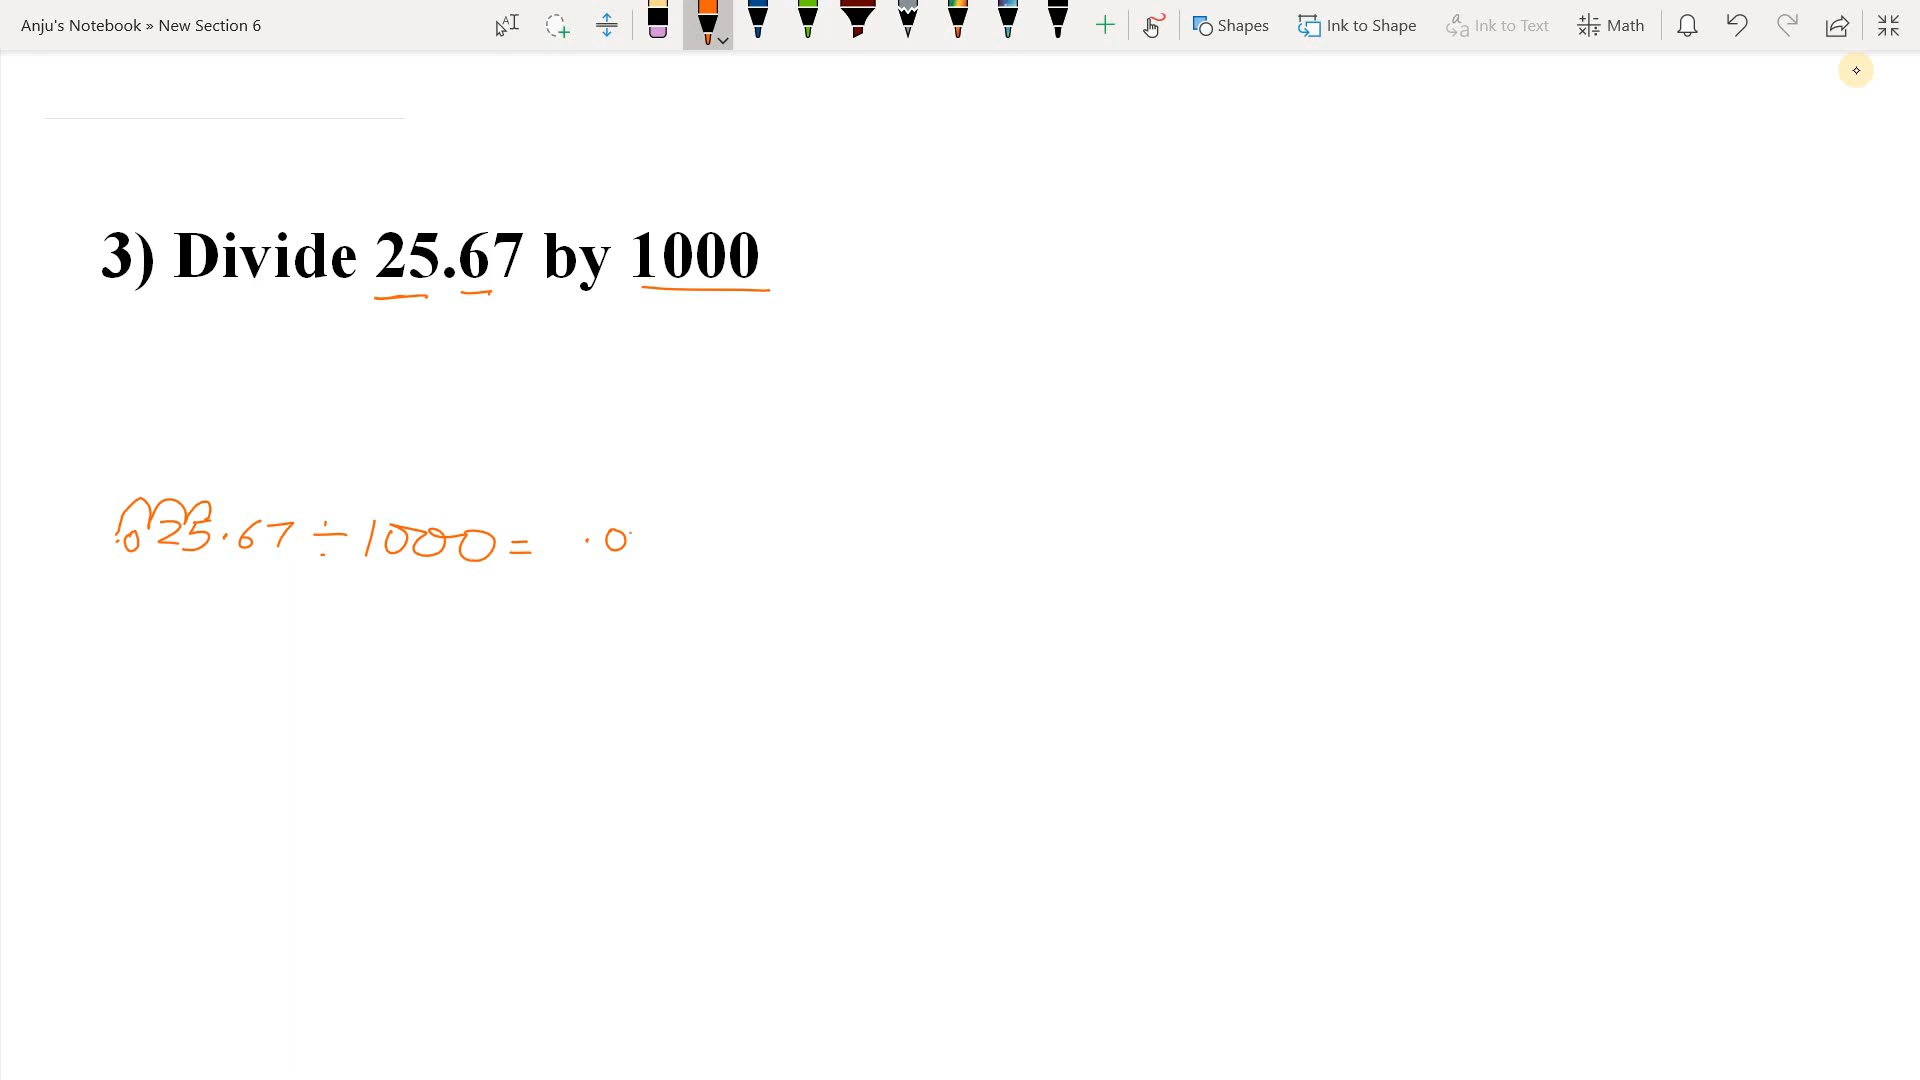 Anju's Notebook » New Section 6
Shapes
Ink to Shape
Ink to Text
Math
3) Divide 25.67 by 1000
.025.67 ÷ 1000 = .0